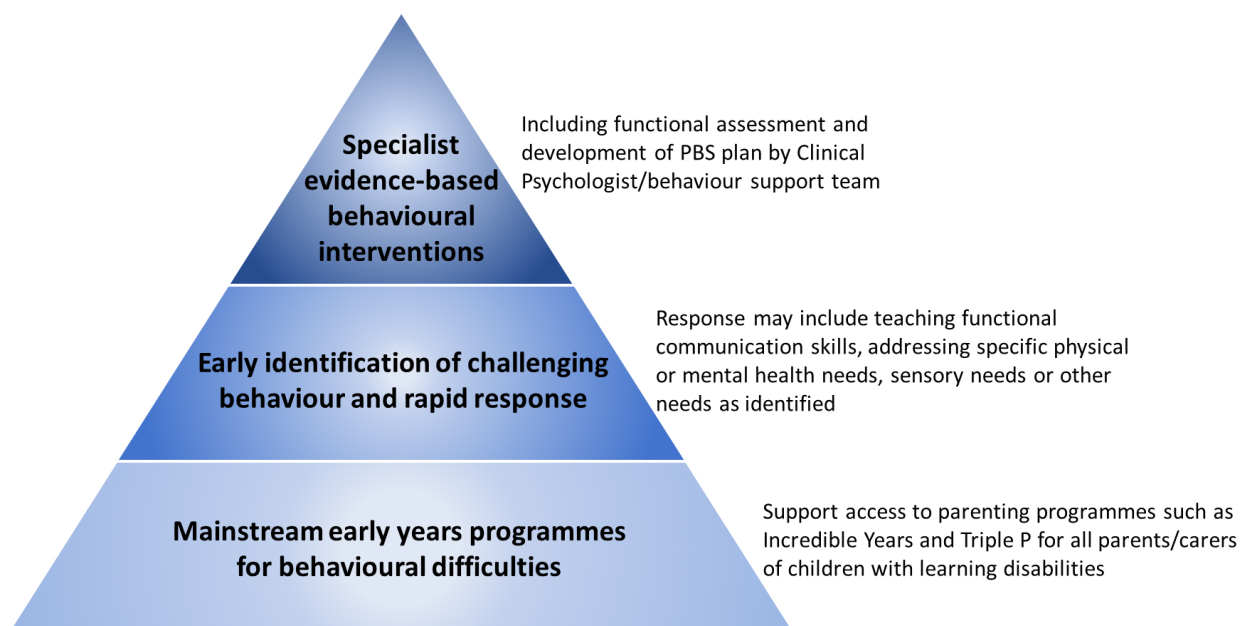 Specialist
evidence-based
behavioural
interventions
Including functional assessment and
development of PBS plan by Clinical
Psychologist/behaviour support team
Early identification of challenging
behaviour and rapid response
Response may include teaching functional
communication skills, addressing specific physical
or mental health needs, sensory needs or other
needs as identified
Mainstream early years programmes
for behavioural difficulties
Support access to parenting programmes such as
Incredible Years and Triple P for all parents/carers
of children with learning disabilities